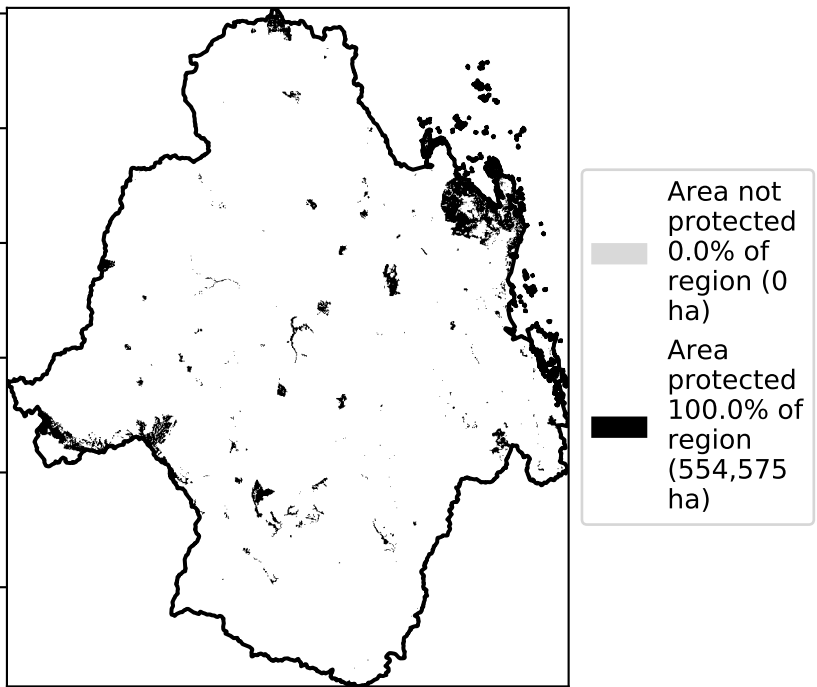 Area not
protected
0.0% of
region (0
ha)
Area
protected
100.0% of
region
(554,575
ha)